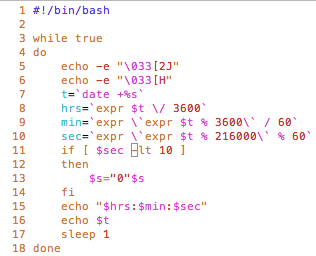 1 #!/bin/bash
2
3 while true
4 do
5 echo -e "\033[2J"
6 echo -e "\033[H"
7 t=`date +%s`
8 hrs=`expr $t \/ 3600`
9 min=`expr \`expr $t % 3600\` / 60`
10 sec=`expr \`expr $t % 216000\` % 60`
11 if [ $sec -lt 10 ]
12 then
13 $s="0"$s
14 fi
15 echo "$hrs:$min:$sec"
16 echo $t
17 sleep 1
18 done